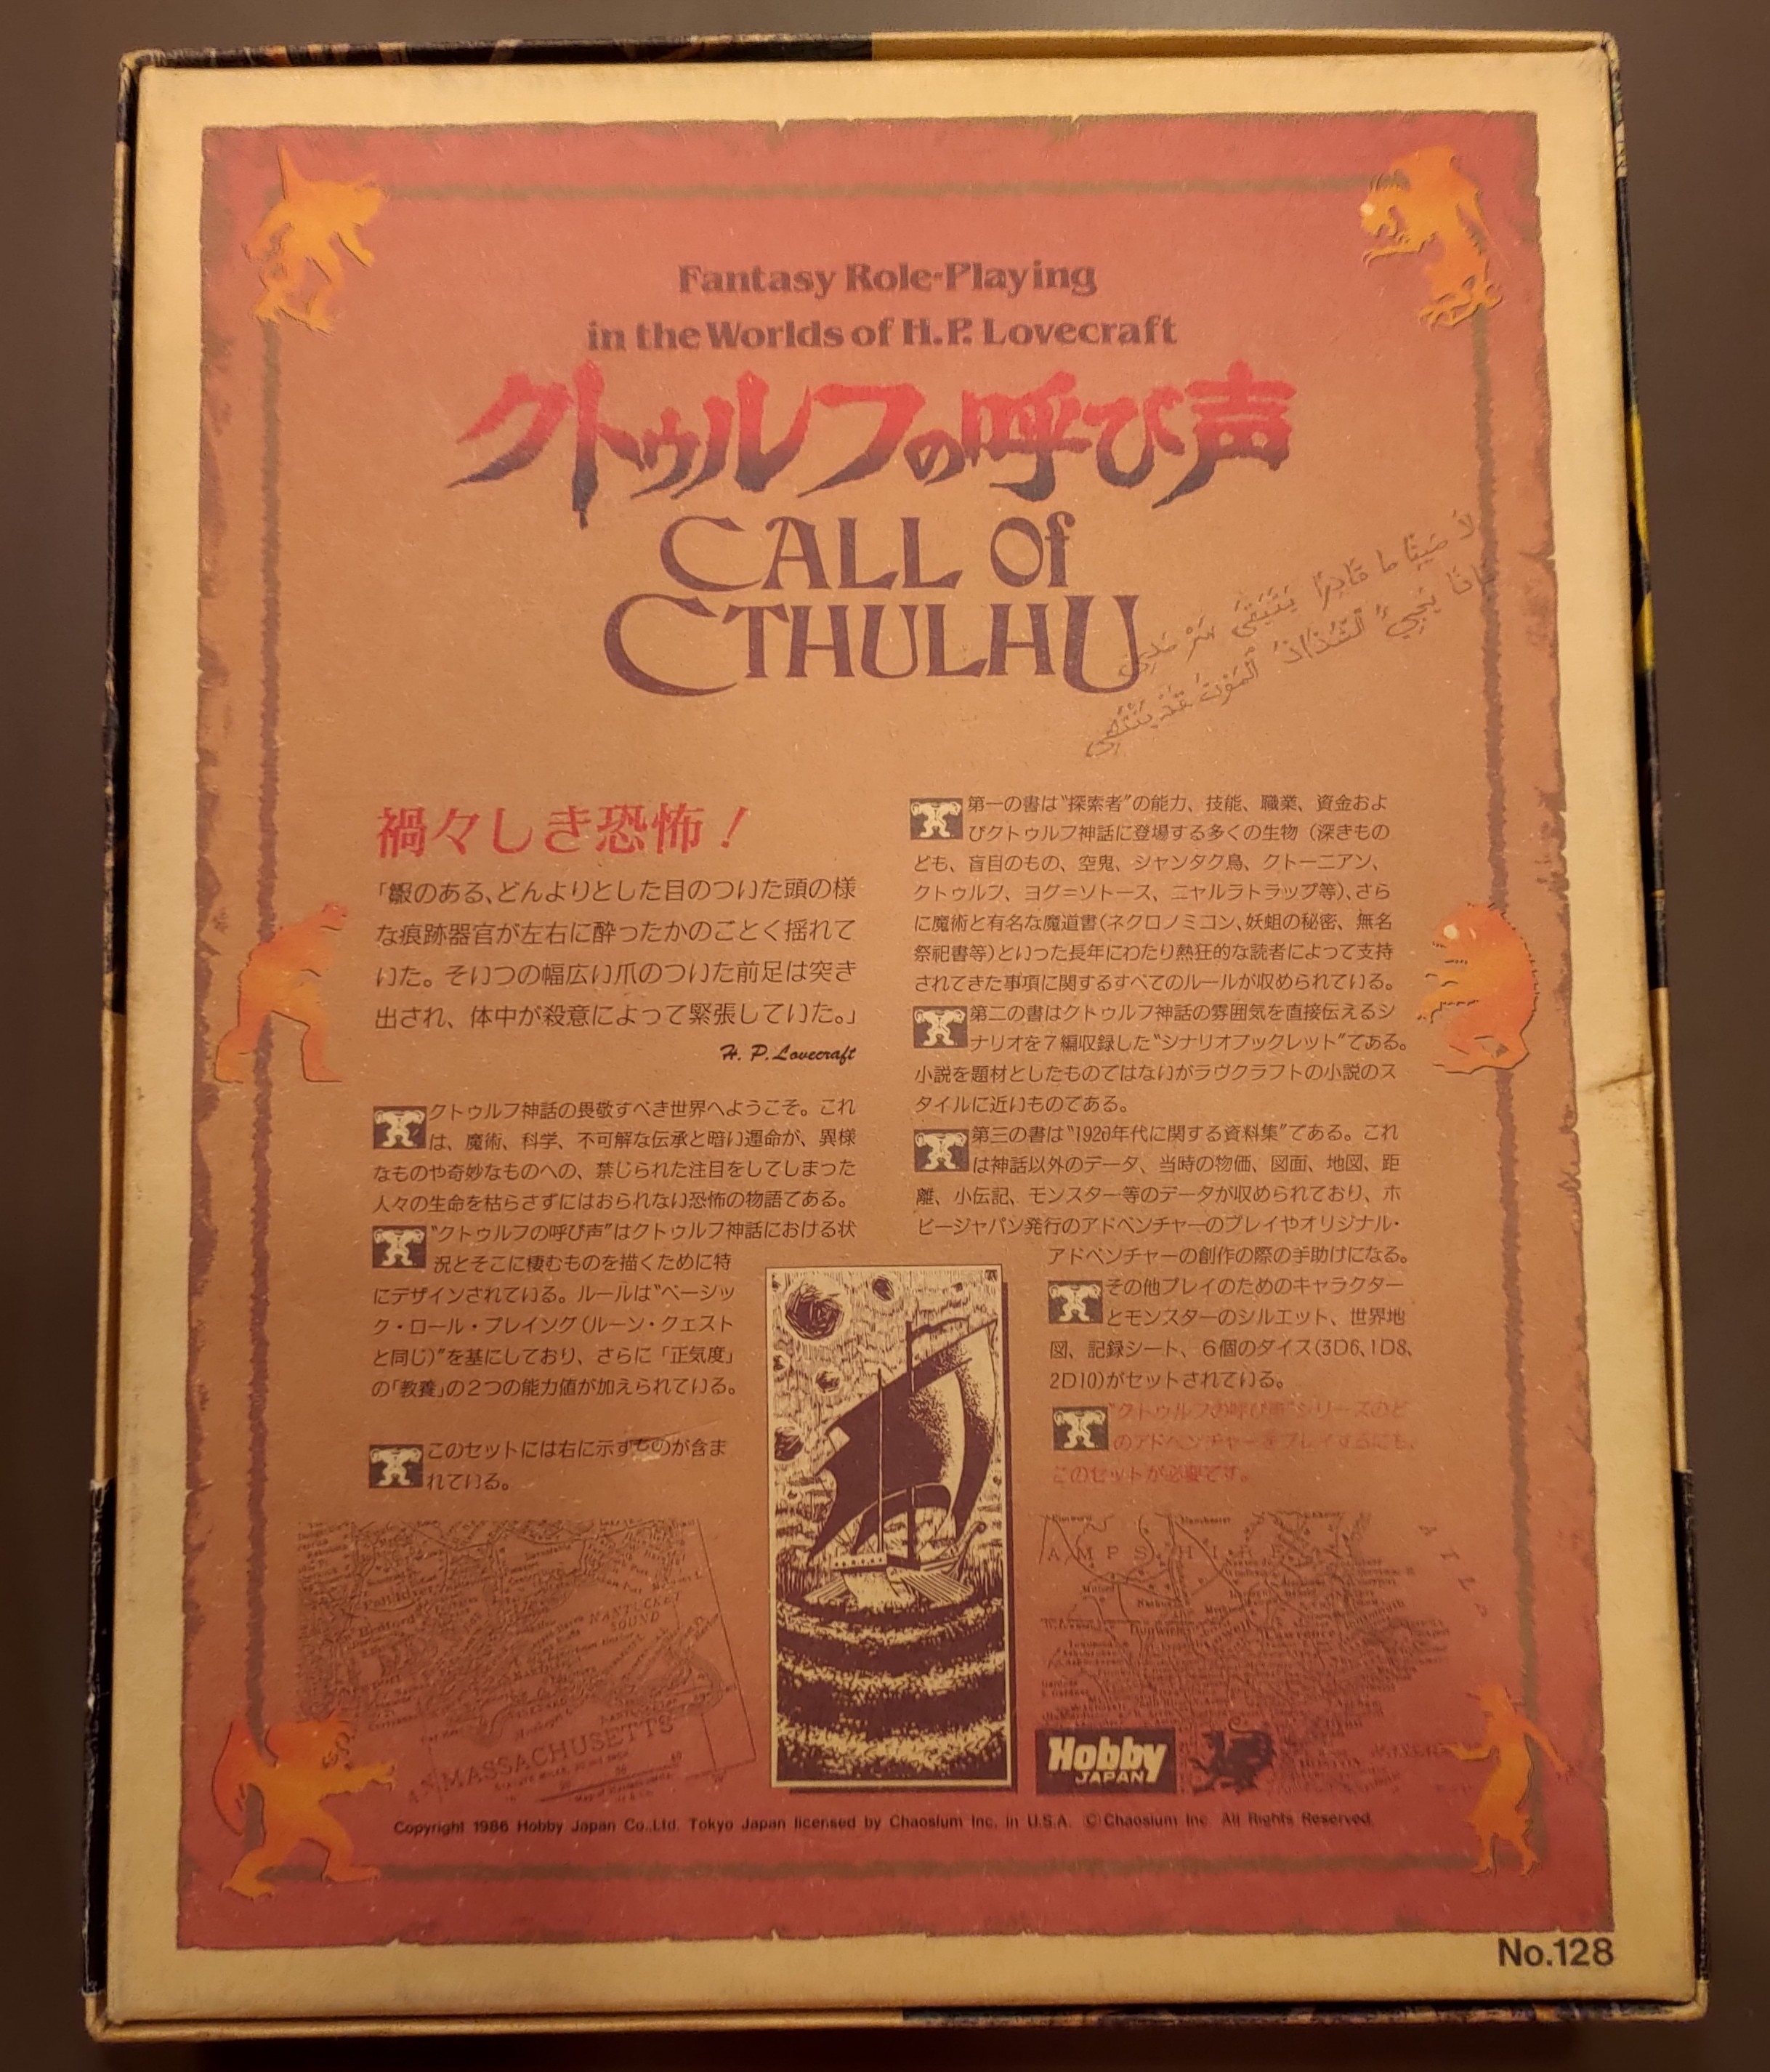 Fantasy Role-Playing
in the Worlds of H.P. Lovecraft
クトゥルフの呼び声
CALL Of
CTHULHU
禍々しき恐怖！
「皺のある、どんよりとした目のついた頭の様
な痕跡器官が左右に酔ったかのごとく揺れて
いた。そいつの幅広い爪のついた前足は突き
出され、体中が殺意によって緊張していた。」
H. P. Lovecraft
クトゥルフ神話の畏敬すべき世界へようこそ。これ
は、魔術、科学、不可解な伝承と暗い運命が、異様
なものや奇妙なものへの、禁じられた注目をしてしまった
人々の生命を枯らさずにはおられない恐怖の物語である。
“クトゥルフの呼び声”はクトゥルフ神話における状
況とそこに棲むものを描くために特
にデザインされている。ルールは“ベーシッ
ク・ロール・プレイング(ルーン・クエスト
と同じ)”を基にしており、さらに「正気度」
の「教養」の2つの能力値が加えられている。
このセットには右に示すものが含ま
れている。
第一の書は“探索者”の能力、技能、職業、資金およ
びクトゥルフ神話に登場する多くの生物（深きもの
ども、盲目のもの、空鬼、シャンタク鳥、クトーニアン、
クトゥルフ、ヨグ=ソトース、ニャルラトラップ等)、さら
に魔術と有名な魔道書(ネクロノミコン、妖蛆の秘密、無名
祭祀書等)といった長年にわたり熱狂的な読者によって支持
されてきた事項に関するすべてのルールが収められている。
第二の書はクトゥルフ神話の雰囲気を直接伝えるシ
ナリオを7編収録した“シナリオブックレット”である。
小説を題材としたものではないがラヴクラフトの小説のス
タイルに近いものである。
第三の書は“1920年代に関する資料集”である。これ
は神話以外のデータ、当時の物価、図面、地図、距
離、小伝記、モンスター等のデータが収められており、ホ
ビージャパン発行のアドベンチャーのプレイやオリジナル・
アドベンチャーの創作の際の手助けになる。
その他プレイのためのキャラクター
とモンスターのシルエット、世界地
図、記録シート、6個のダイス(3D6、1D8、
2D10)がセットされている。
“クトゥルフの呼び声”シリーズのど
のアドベンチャーをプレイするにも、
このセットが必要です。
NANTUCKET
SOUND
MASSACHUSETTS
AMPSHIRE
Hobby
JAPAN
Copyright 1986 Hobby Japan Co.,Ltd. Tokyo Japan licensed by Chaosium Inc. in U.S.A. ©Chaosium Inc. All Rights Reserved
No.128